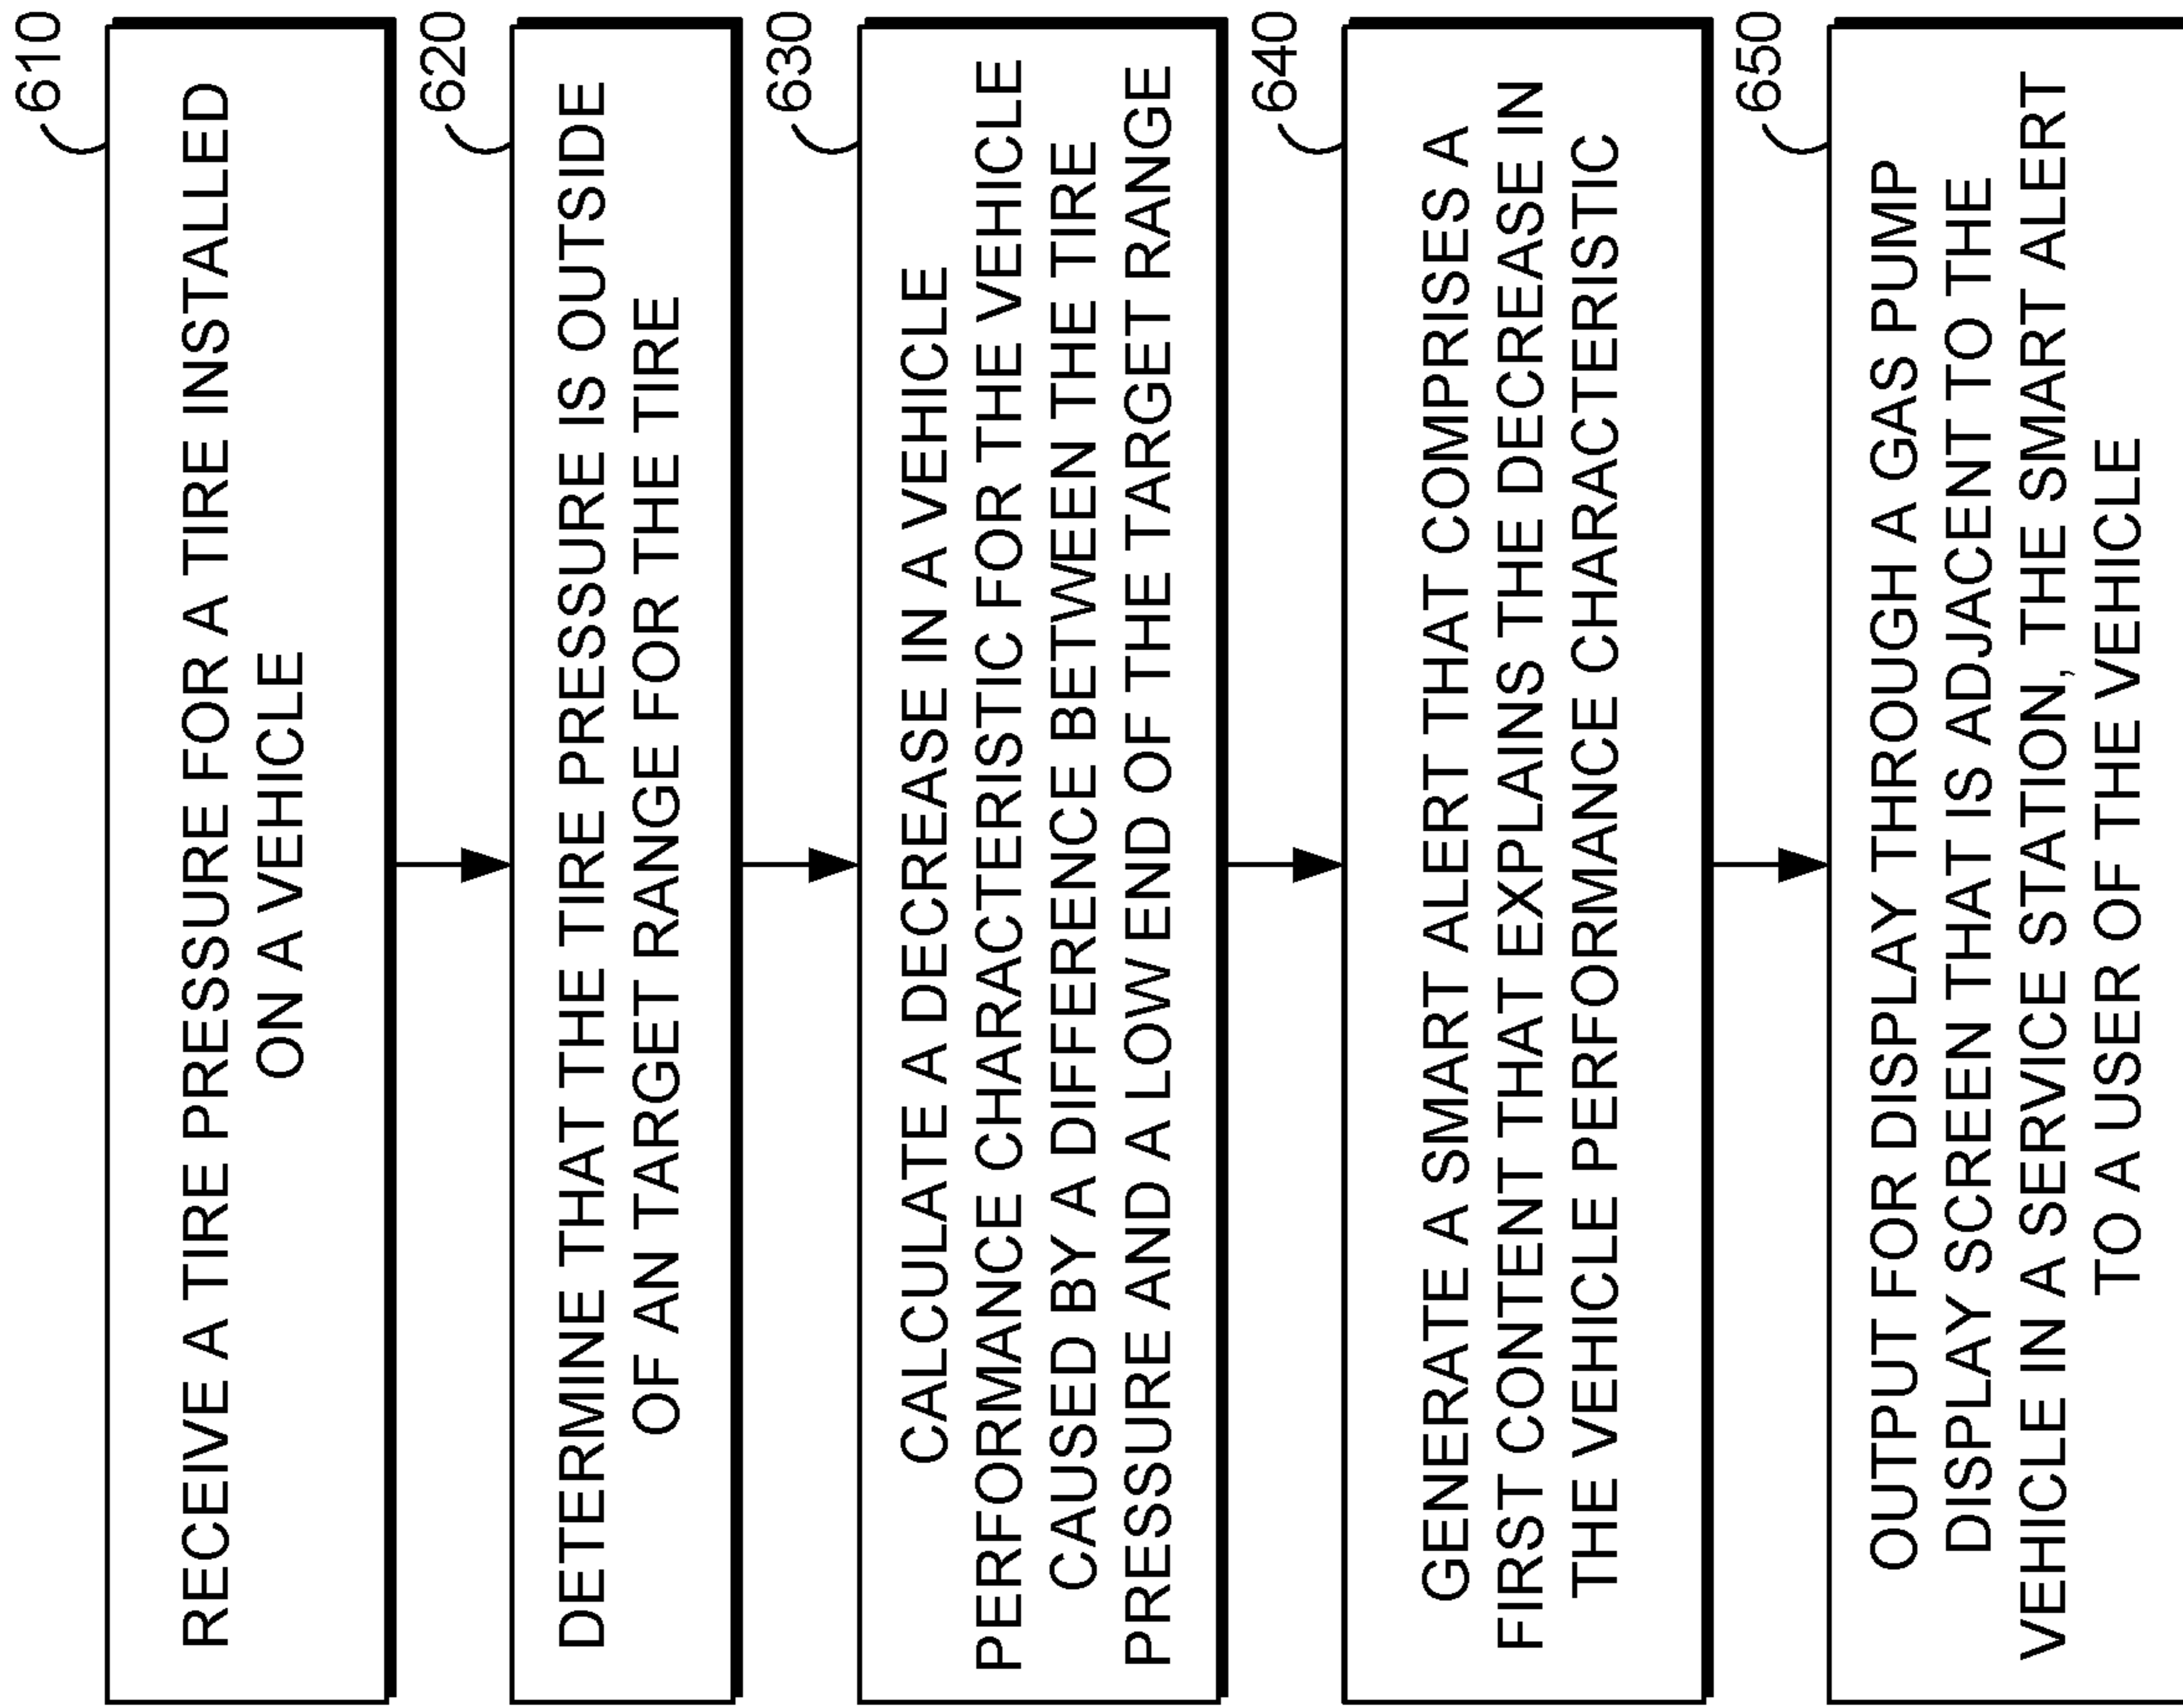 610
RECEIVE A TIRE PRESSURE FOR A TIRE INSTALLED
ON A VEHICLE
620
DETERMINE THAT THE TIRE PRESSURE IS OUTSIDE
OF AN TARGET RANGE FOR THE TIRE
630
CALCULATE A DECREASE IN A VEHICLE
PERFORMANCE CHARACTERISTIC FOR THE VEHICLE
CAUSED BY A DIFFERENCE BETWEEN THE TIRE
PRESSURE AND A LOW END OF THE TARGET RANGE
640
GENERATE A SMART ALERT THAT COMPRISES A
FIRST CONTENT THAT EXPLAINS THE DECREASE IN
THE VEHICLE PERFORMANCE CHARACTERISTIC
650
OUTPUT FOR DISPLAY THROUGH A GAS PUMP
DISPLAY SCREEN THAT IS ADJACENT TO THE
VEHICLE IN A SERVICE STATION, THE SMART ALERT
TO A USER OF THE VEHICLE